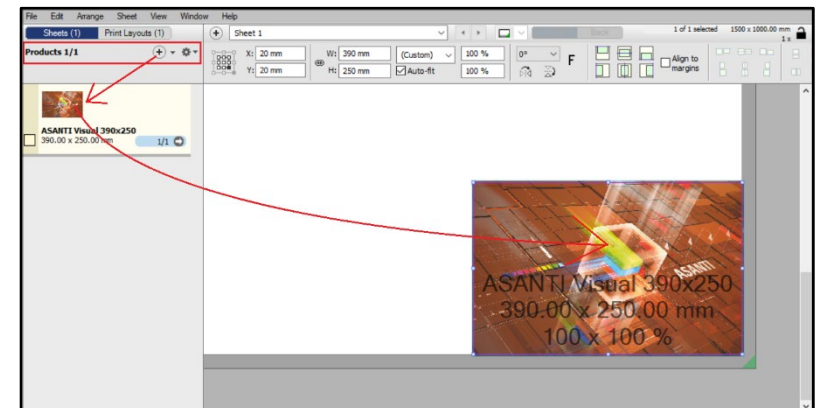 File Edit Arrange Sheet View Window Help
Sheets (1) Print Layouts (1)
Sheet 1
Back
1 of 1 selected 1500 x 1000.00 mm
1 x
Products 1/1
X: 20 mm W: 390 mm (Custom) 100 % 0° F Align to margins
Y: 20 mm H: 250 mm Auto-fit 100 %
ASANTI Visual 390x250
390.00 x 250.00 mm 1/1
ASANTI
ASANTI Visual 390x250
390.00 x 250.00 mm
100 x 100 %